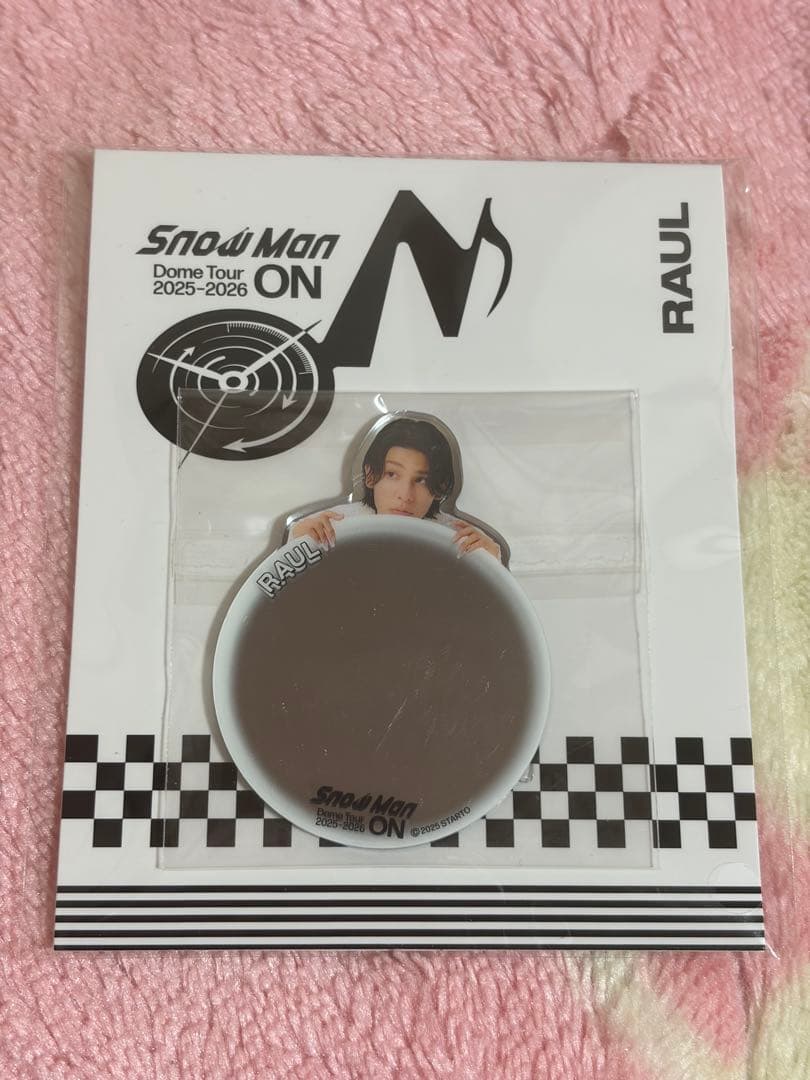 Snow Man
Dome Tour
2025-2026 ON
RAUL
RAUL
Snow Man
Dome Tour
2025-2026 ON
©2025 STARTO